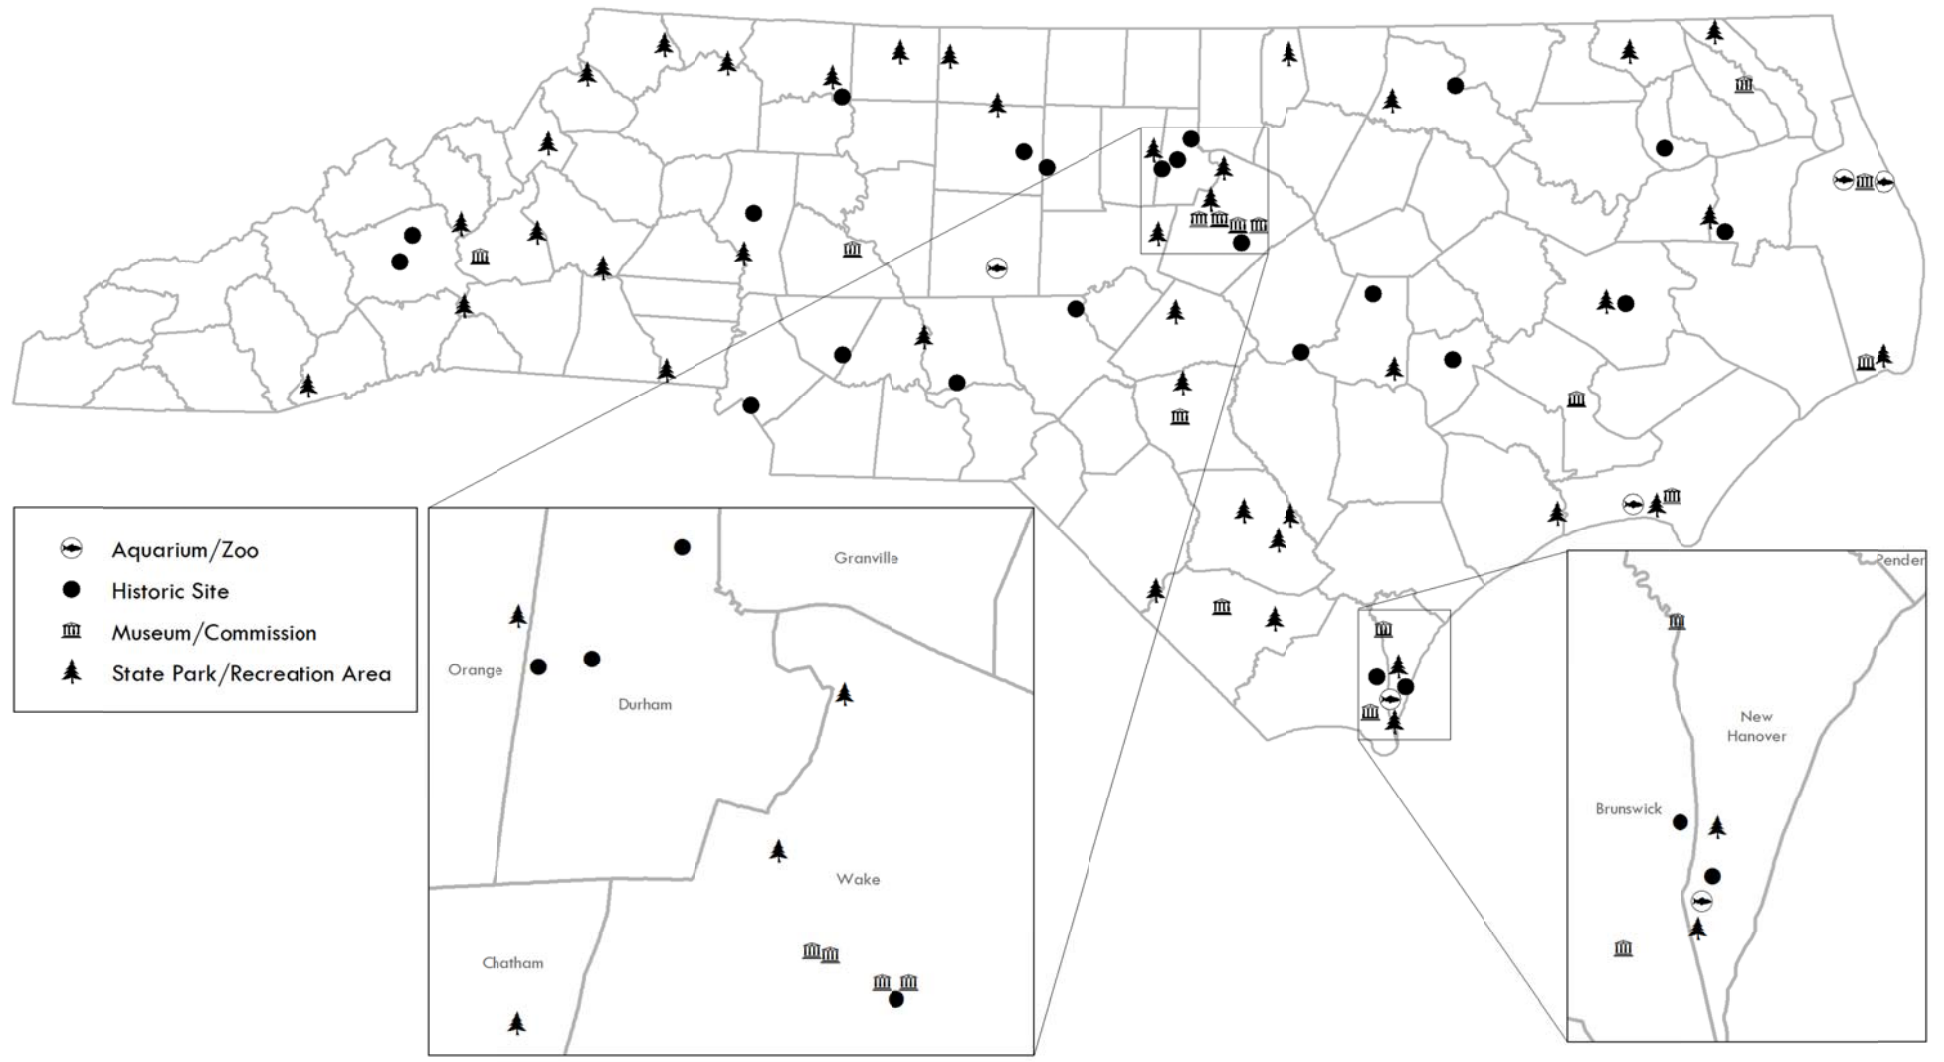 Aquarium/Zoo
Historic Site
Museum/Commission
State Park/Recreation Area
Granville
Orange
Durham
Wake
Chatham
Pender
New
Hanover
Brunswick